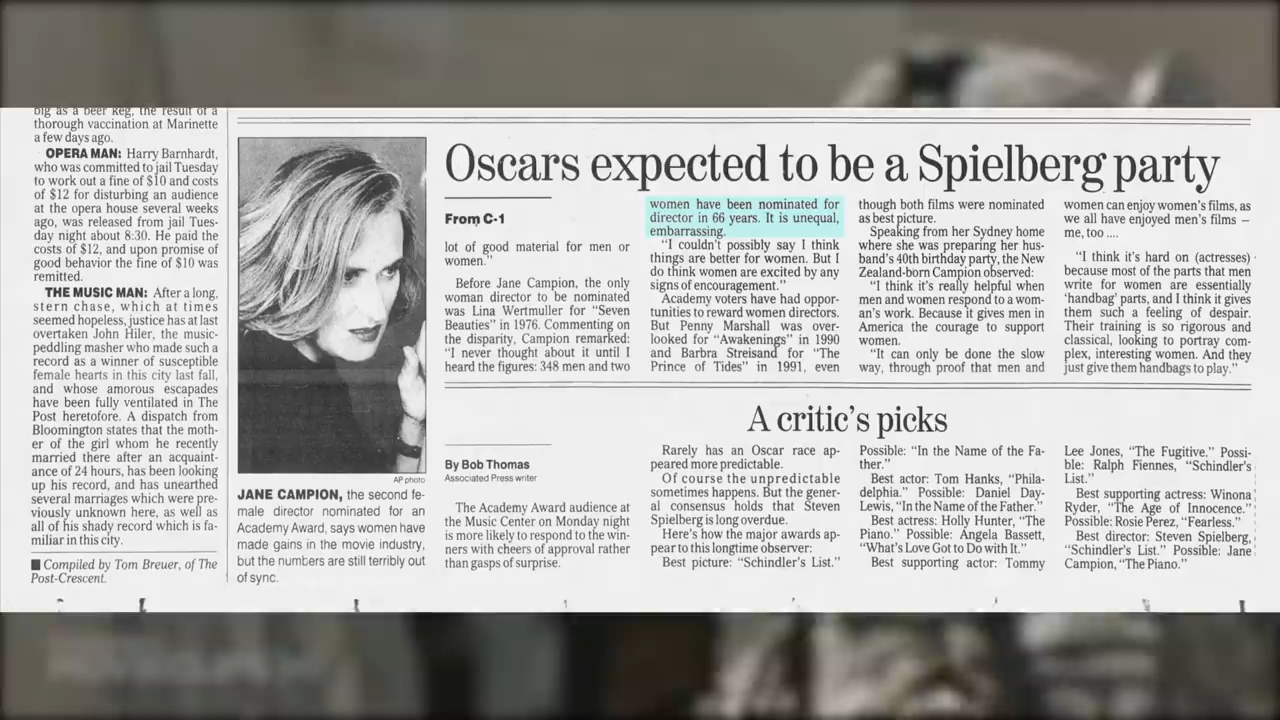 big as a beer keg, the result of a
thorough vaccination at Marinette
a few days ago.
OPERA MAN: Harry Barnhardt,
who was committed to jail Tuesday
to work out a fine of $10 and costs
of $12 for disturbing an audience
at the opera house several weeks
ago, was released from jail Tues-
day night about 8:30. He paid the
costs of $12, and upon promise of
good behavior the fine of $10 was
remitted.
THE MUSIC MAN: After a long,
stern chase, which at times
seemed hopeless, justice has at last
overtaken John Hiler, the music-
peddling masher who made such a
record as a winner of susceptible
female hearts in this city last fall,
and whose amorous escapades
have been fully ventilated in The
Post heretofore. A dispatch from
Bloomington states that the moth-
er of the girl whom he recently
married there after an acquaint-
ance of 24 hours, has been looking
up his record, and has unearthed
several marriages which were pre-
viously unknown here, as well as
all of his shady record which is fa-
miliar in this city.
■ Compiled by Tom Breuer, of The
Post-Crescent.
AP photo
JANE CAMPION, the second fe-
male director nominated for an
Academy Award, says women have
made gains in the movie industry,
but the numbers are still terribly out
of sync.
Oscars expected to be a Spielberg party
From C-1
lot of good material for men or
women."
Before Jane Campion, the only
woman director to be nominated
was Lina Wertmuller for "Seven
Beauties" in 1976. Commenting on
the disparity, Campion remarked:
"I never thought about it until I
heard the figures: 348 men and two
women have been nominated for
director in 66 years. It is unequal,
embarrassing.
"I couldn't possibly say I think
things are better for women. But I
do think women are excited by any
signs of encouragement."
Academy voters have had oppor-
tunities to reward women directors.
But Penny Marshall was over-
looked for "Awakenings" in 1990
and Barbra Streisand for "The
Prince of Tides" in 1991, even
though both films were nominated
as best picture.
Speaking from her Sydney home
where she was preparing her hus-
band's 40th birthday party, the New
Zealand-born Campion observed:
"I think it's really helpful when
men and women respond to a wom-
an's work. Because it gives men in
America the courage to support
women.
"It can only be done the slow
way, through proof that men and
women can enjoy women's films, as
we all have enjoyed men's films —
me, too ....
"I think it's hard on (actresses)
because most of the parts that men
write for women are essentially
'handbag' parts, and I think it gives
them such a feeling of despair.
Their training is so rigorous and
classical, looking to portray com-
plex, interesting women. And they
just give them handbags to play."
A critic's picks
By Bob Thomas
Associated Press writer
The Academy Award audience at
the Music Center on Monday night
is more likely to respond to the win-
ners with cheers of approval rather
than gasps of surprise.
Rarely has an Oscar race ap-
peared more predictable.
Of course the unpredictable
sometimes happens. But the gener-
al consensus holds that Steven
Spielberg is long overdue.
Here's how the major awards ap-
pear to this longtime observer:
Best picture: "Schindler's List."
Possible: "In the Name of the Fa-
ther."
Best actor: Tom Hanks, "Phila-
delphia." Possible: Daniel Day-
Lewis, "In the Name of the Father."
Best actress: Holly Hunter, "The
Piano." Possible: Angela Bassett,
"What's Love Got to Do with It."
Best supporting actor: Tommy
Lee Jones, "The Fugitive." Possi-
ble: Ralph Fiennes, "Schindler's
List."
Best supporting actress: Winona
Ryder, "The Age of Innocence."
Possible: Rosie Perez, "Fearless."
Best director: Steven Spielberg,
"Schindler's List." Possible: Jane
Campion, "The Piano."